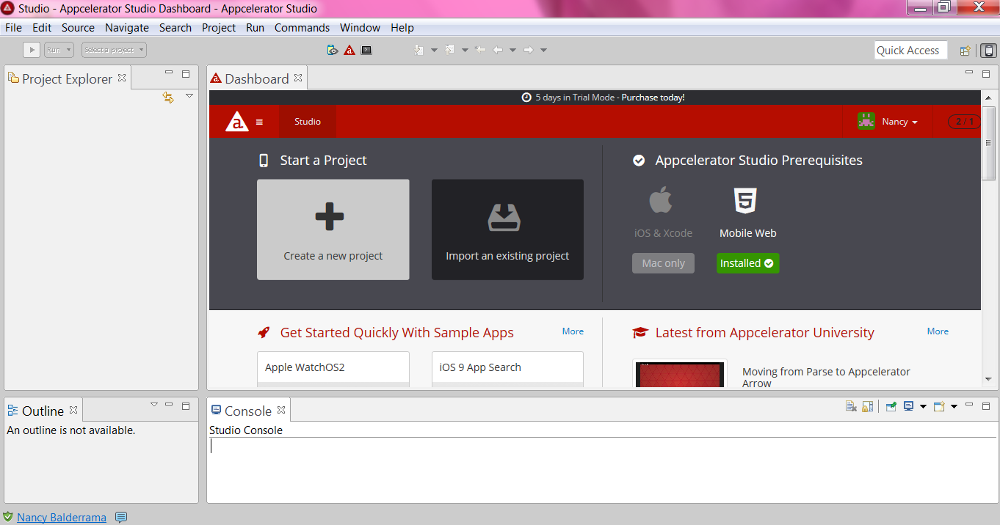 Studio - Appcelerator Studio Dashboard - Appcelerator Studio
File Edit Source Navigate Search Project Run Commands Window Help
Run Select a project Quick Access
Project Explorer
Dashboard
5 days in Trial Mode - Purchase today!
a. Studio Nancy 2 / 1
Start a Project
Create a new project
Import an existing project
Appcelerator Studio Prerequisites
iOS & Xcode
Mac only
Mobile Web
Installed
Get Started Quickly With Sample Apps More
Apple WatchOS2
iOS 9 App Search
Latest from Appcelerator University More
Moving from Parse to Appcelerator
Arrow
Outline
An outline is not available.
Console
Studio Console
Nancy Balderrama